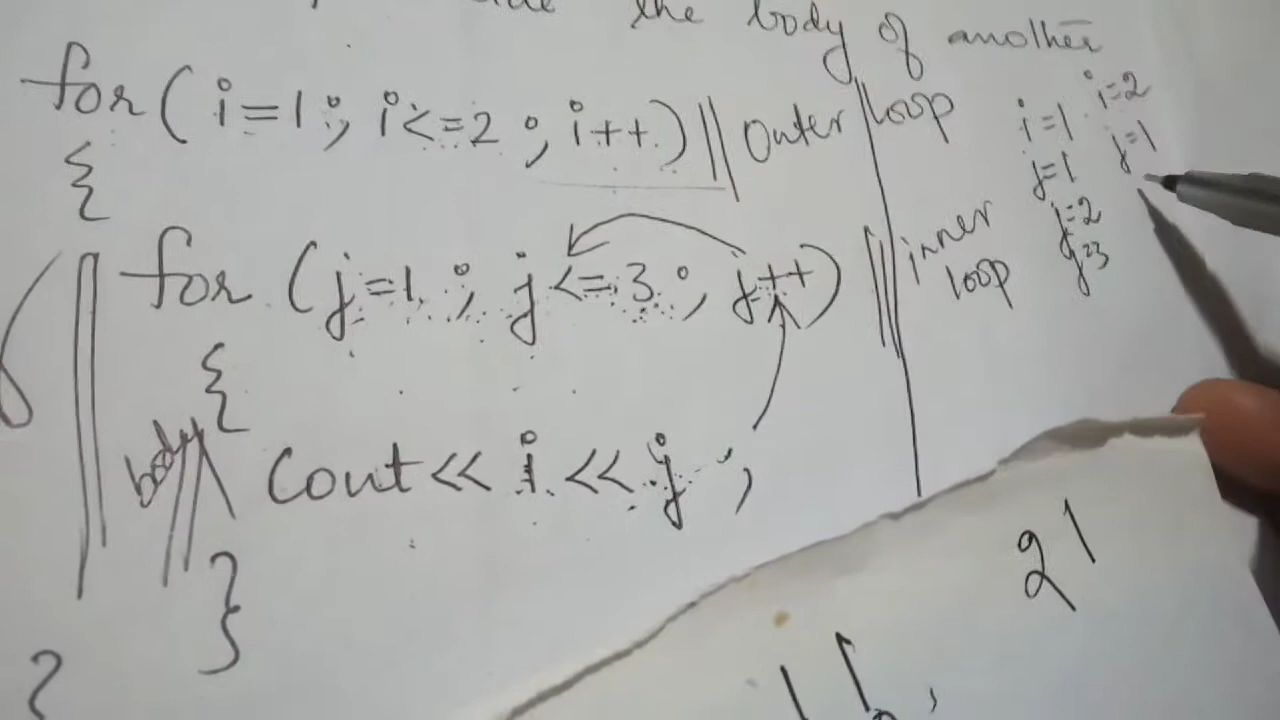 the body of another
for ( i=1 ; i<=2 ; i++) || Outer loop
{
for (j=1 ; j<=3 ; j++) || inner loop
{
body
cout<< i << j ;
}
}
i=1
j=1
j=2
j=3
i=2
j=1
21